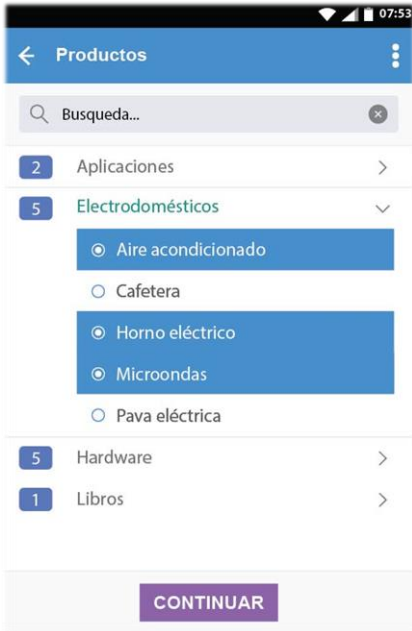 07:53
Productos
Busqueda...
2 Aplicaciones
5 Electrodomésticos
Aire acondicionado
Cafetera
Horno eléctrico
Microondas
Pava eléctrica
5 Hardware
1 Libros
CONTINUAR